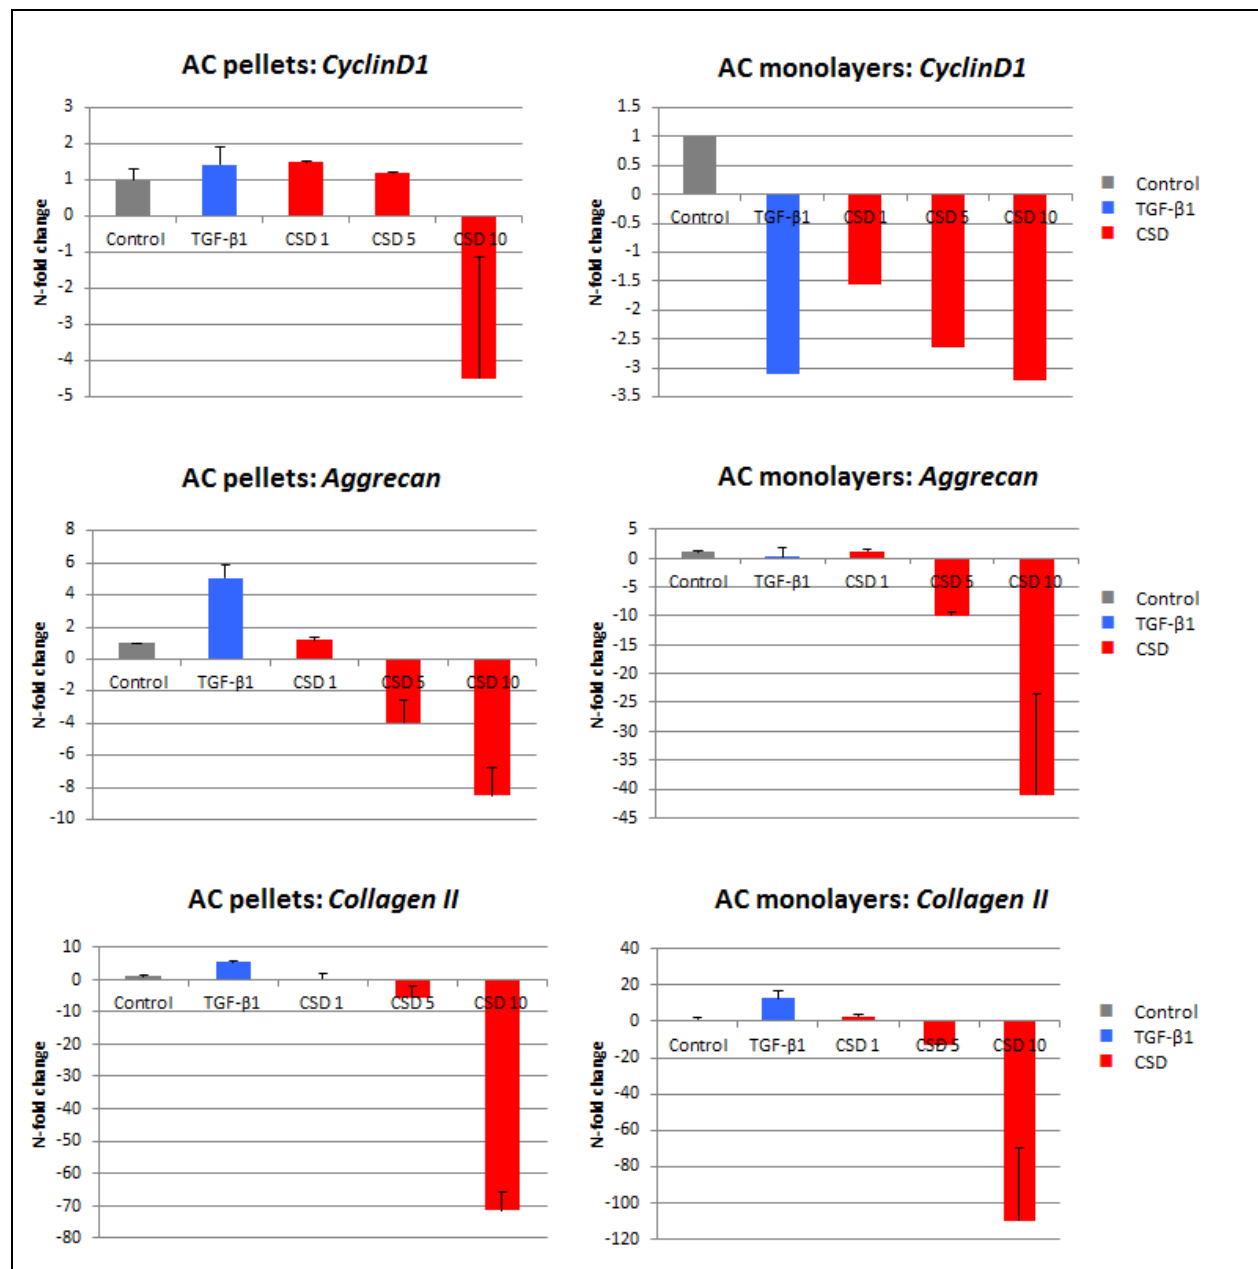 AC pellets: CyclinD1
N-fold change
3
2
1
0
-1
-2
-3
-4
-5
Control TGF-β1 CSD 1 CSD 5 CSD 10
AC monolayers: CyclinD1
N-fold change
1.5
1
0.5
0
-0.5
-1
-1.5
-2
-2.5
-3
-3.5
Control TGF-β1 CSD 1 CSD 5 CSD 10
Control
TGF-β1
CSD
AC pellets: Aggrecan
N-fold change
8
6
4
2
0
-2
-4
-6
-8
-10
Control TGF-β1 CSD 1 CSD 5 CSD 10
AC monolayers: Aggrecan
N-fold change
5
0
-5
-10
-15
-20
-25
-30
-35
-40
-45
Control TGF-β1 CSD 1 CSD 5 CSD 10
Control
TGF-β1
CSD
AC pellets: Collagen II
N-fold change
10
0
-10
-20
-30
-40
-50
-60
-70
-80
Control TGF-β1 CSD 1 CSD 5 CSD 10
AC monolayers: Collagen II
N-fold change
40
20
0
-20
-40
-60
-80
-100
-120
Control TGF-β1 CSD 1 CSD 5 CSD 10
Control
TGF-β1
CSD